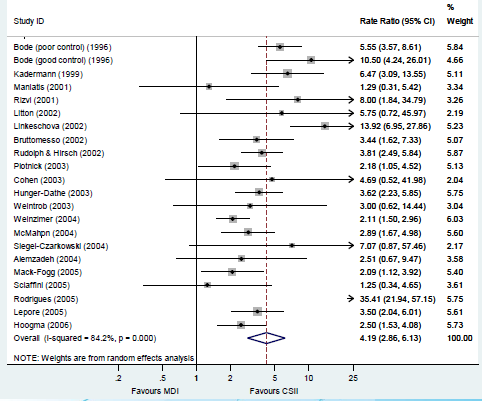 %
Study ID Rate Ratio (95% CI) Weight
Bode (poor control) (1996) 5.55 (3.57, 8.61) 5.84
Bode (good control) (1996) 10.50 (4.24, 26.01) 4.66
Kadermann (1999) 6.47 (3.09, 13.55) 5.11
Maniatis (2001) 1.29 (0.31, 5.42) 3.34
Rizvi (2001) 8.00 (1.84, 34.79) 3.26
Litton (2002) 5.75 (0.72, 45.97) 2.19
Linkeschova (2002) 13.92 (6.95, 27.86) 5.23
Bruttomesso (2002) 3.44 (1.62, 7.33) 5.07
Rudolph & Hirsch (2002) 3.81 (2.49, 5.84) 5.87
Plotnick (2003) 2.18 (1.05, 4.52) 5.13
Cohen (2003) 4.69 (0.52, 41.98) 2.04
Hunger-Dathe (2003) 3.62 (2.23, 5.85) 5.75
Weintrob (2003) 3.00 (0.62, 14.44) 3.04
Weinzimer (2004) 2.11 (1.50, 2.96) 6.03
McMahpn (2004) 2.89 (1.67, 4.98) 5.60
Siegel-Czarkowski (2004) 7.07 (0.87, 57.46) 2.17
Alemzadeh (2004) 2.51 (0.67, 9.47) 3.58
Mack-Fogg (2005) 2.09 (1.12, 3.92) 5.40
Sciaffini (2005) 1.25 (0.34, 4.65) 3.61
Rodrigues (2005) 35.41 (21.94, 57.15) 5.75
Lepore (2005) 3.50 (2.04, 6.01) 5.61
Hoogma (2006) 2.50 (1.53, 4.08) 5.73
Overall (I-squared = 84.2%, p = 0.000) 4.19 (2.86, 6.13) 100.00
NOTE: Weights are from random effects analysis
.2 .5 1 2 5 10 25
Favours MDI Favours CSII